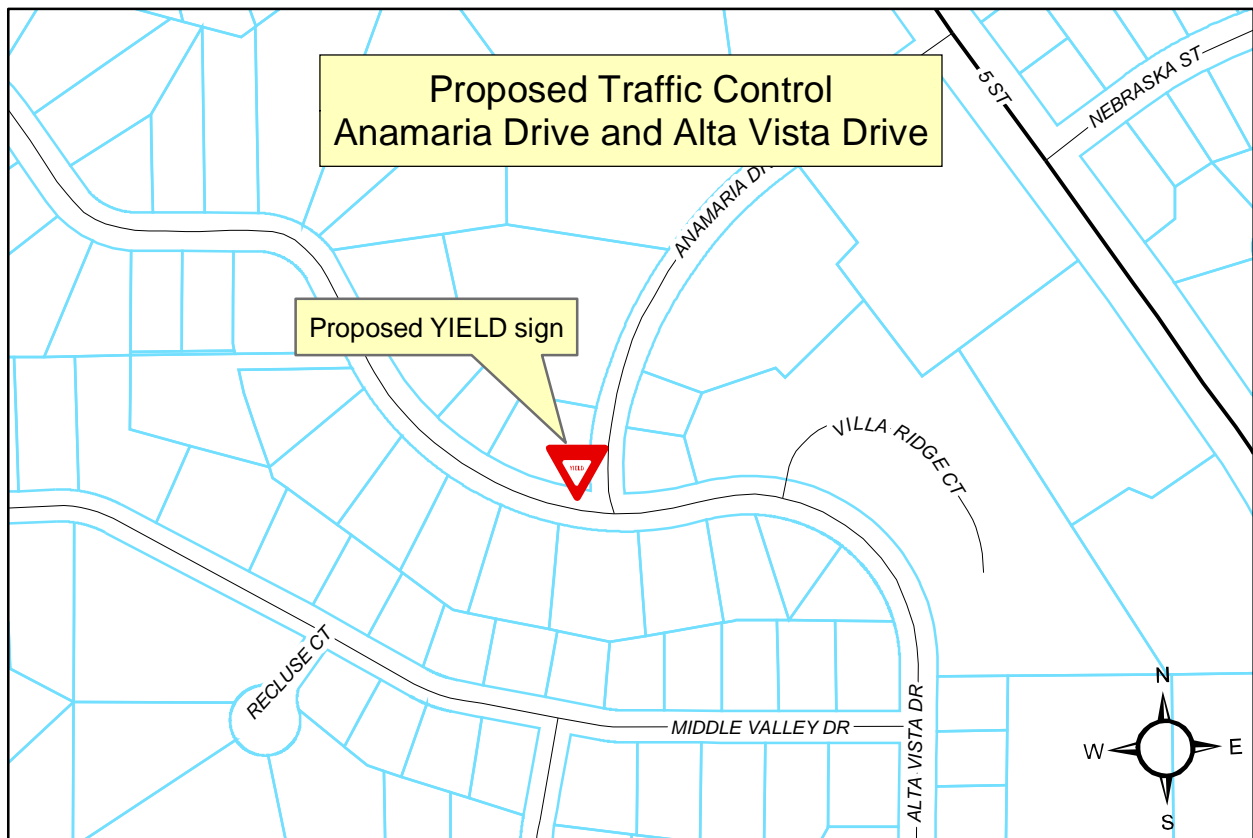 Proposed Traffic Control
Anamaria Drive and Alta Vista Drive
5 ST
NEBRASKA ST
ANAMARIA DR
Proposed YIELD sign
YIELD
VILLA RIDGE CT
RECLUSE CT
MIDDLE VALLEY DR
ALTA VISTA DR
N
W
E
S